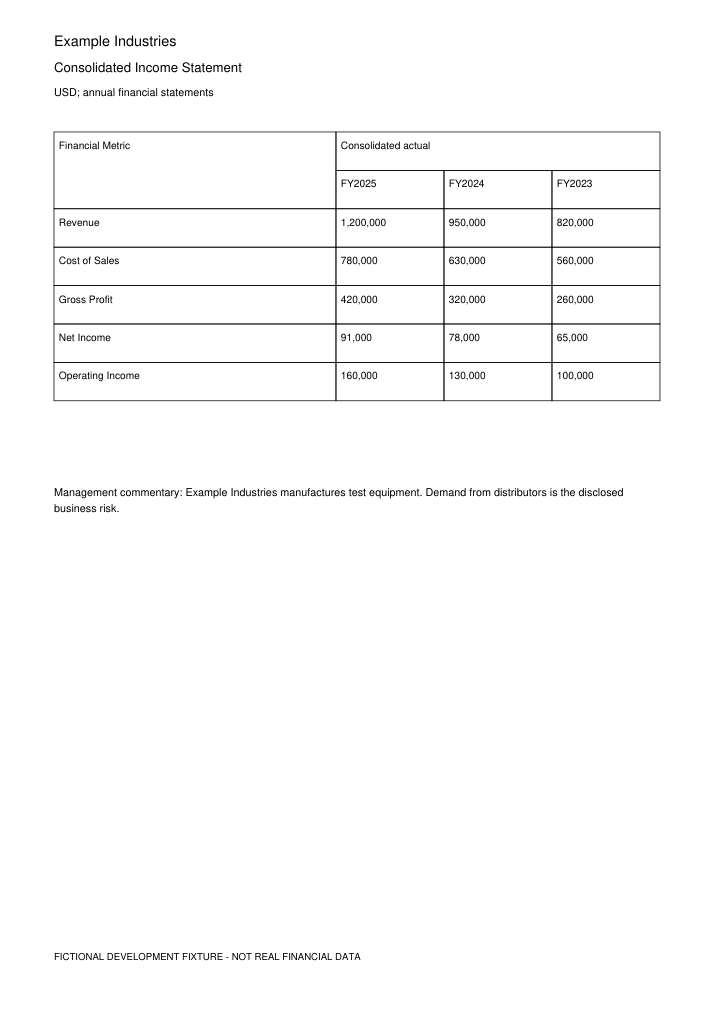 Example Industries
Consolidated Income Statement
USD; annual financial statements
Financial Metric Consolidated actual
FY2025 FY2024 FY2023
Revenue 1,200,000 950,000 820,000
Cost of Sales 780,000 630,000 560,000
Gross Profit 420,000 320,000 260,000
Net Income 91,000 78,000 65,000
Operating Income 160,000 130,000 100,000
Management commentary: Example Industries manufactures test equipment. Demand from distributors is the disclosed
business risk.
FICTIONAL DEVELOPMENT FIXTURE - NOT REAL FINANCIAL DATA